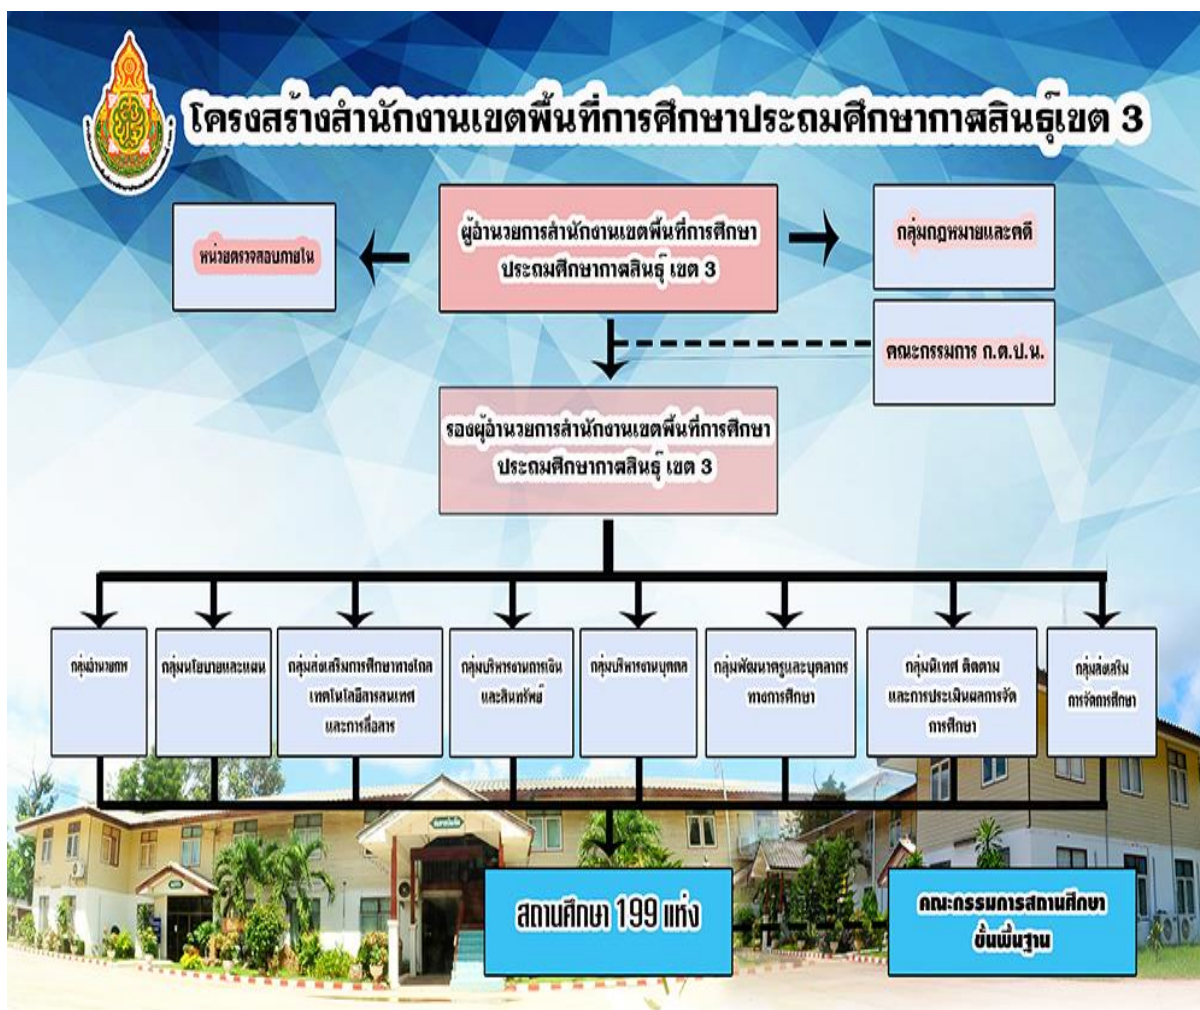 โครงสร้างสำนักงานเขตพื้นที่การศึกษาประถมศึกษากาฬสินธุ์เขต 3
หน่วยตรวจสอบภายใน
ผู้อำนวยการสำนักงานเขตพื้นที่การศึกษา
ประถมศึกษากาฬสินธุ์ เขต 3
กลุ่มกฎหมายและคดี
คณะกรรมการ ก.ต.ป.น.
รองผู้อำนวยการสำนักงานเขตพื้นที่การศึกษา
ประถมศึกษากาฬสินธุ์ เขต 3
กลุ่มอำนวยการ
กลุ่มนโยบายและแผน
กลุ่มส่งเสริมการศึกษาทางไกล
เทคโนโลยีสารสนเทศ
และการสื่อสาร
กลุ่มบริหารงานการเงิน
และสินทรัพย์
กลุ่มบริหารงานบุคคล
กลุ่มพัฒนาครูและบุคลากร
ทางการศึกษา
กลุ่มนิเทศ ติดตาม
และการประเมินผลการจัด
การศึกษา
กลุ่มส่งเสริม
การจัดการศึกษา
สถานศึกษา 199 แห่ง
คณะกรรมการสถานศึกษา
ขั้นพื้นฐาน